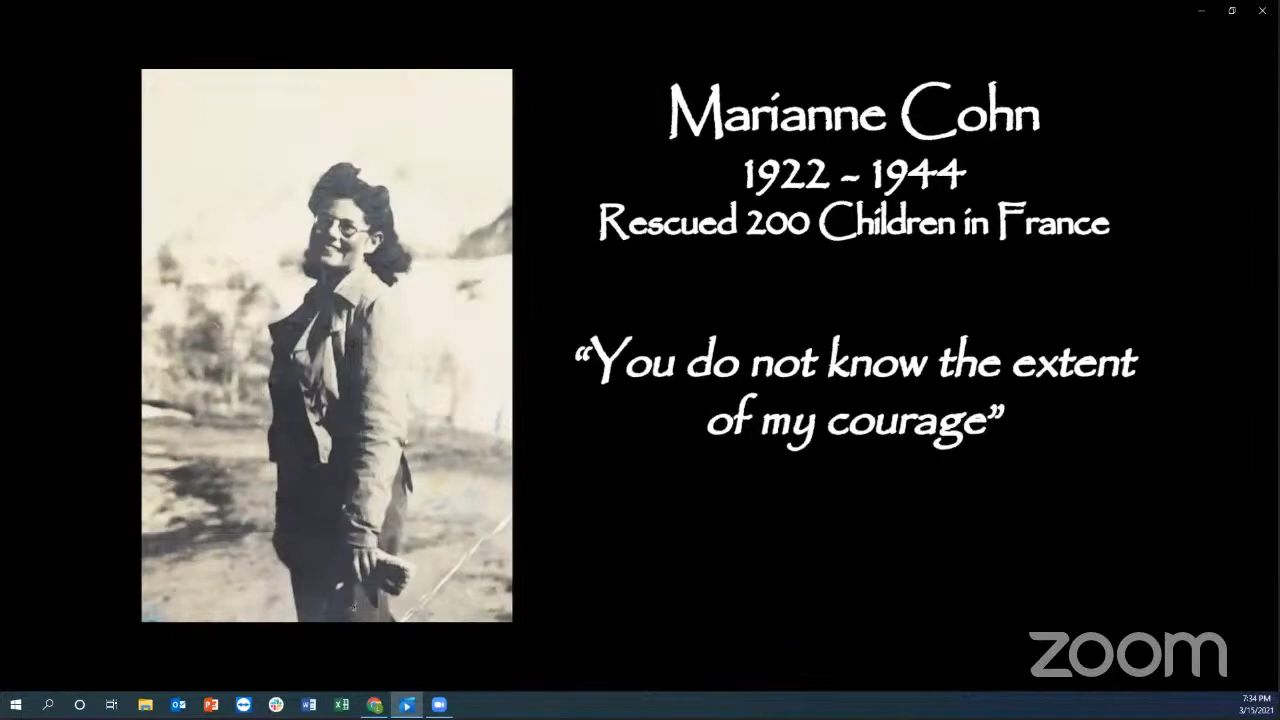 Marianne Cohn
1922 - 1944
Rescued 200 Children in France
“You do not know the extent
of my courage”
zoom
7:34 PM
3/15/2021